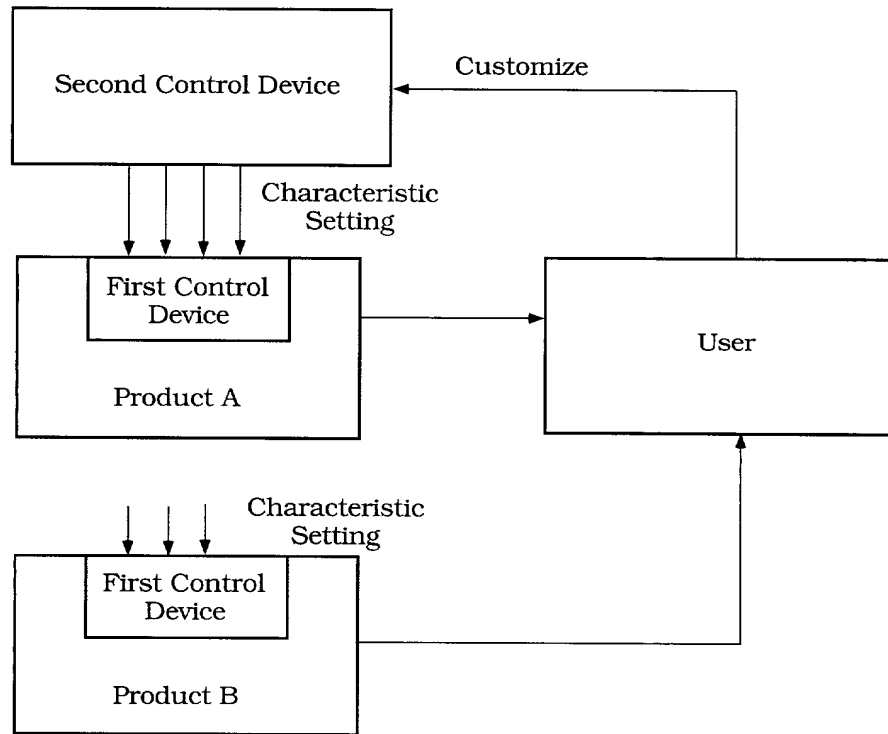 Second Control Device
Customize
Characteristic
Setting
First Control
Device
Product A
User
Characteristic
Setting
First Control
Device
Product B